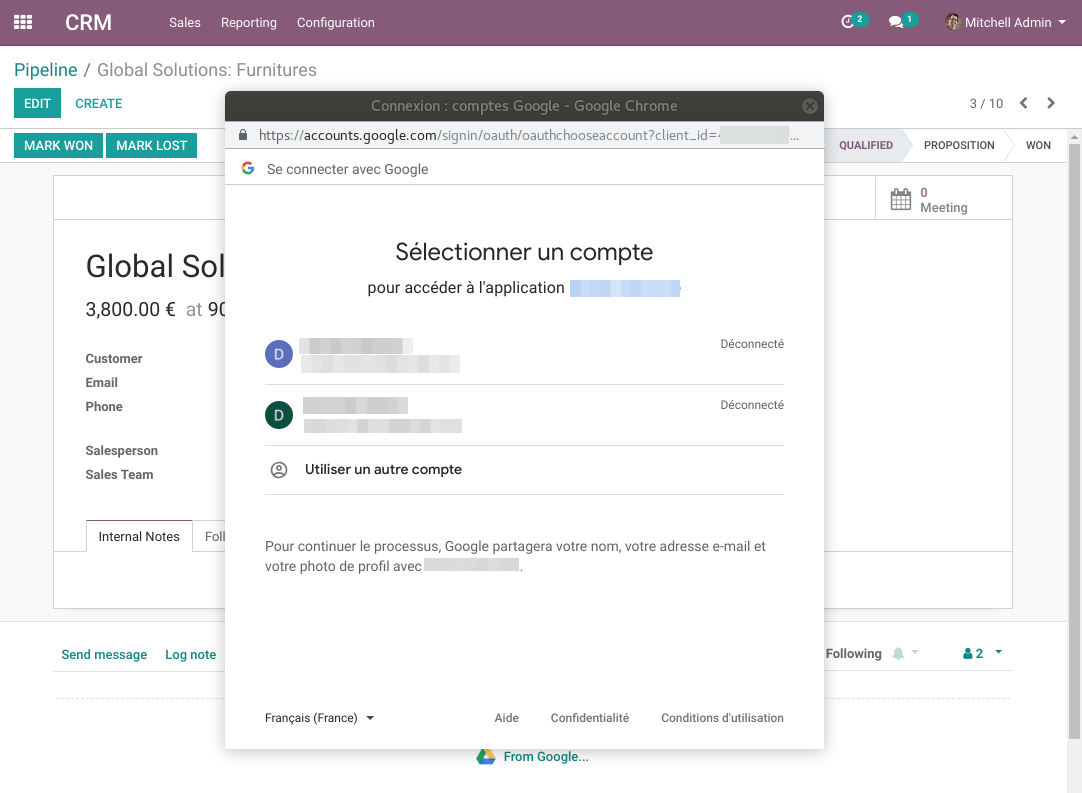 CRM
Sales
Reporting
Configuration
2
1
Mitchell Admin
Pipeline / Global Solutions: Furnitures
EDIT
CREATE
3 / 10
MARK WON
MARK LOST
QUALIFIED
PROPOSITION
WON
Connexion : comptes Google - Google Chrome
https://accounts.google.com/signin/oauth/oauthchooseaccount?client_id=
...
Se connecter avec Google
0
Meeting
Sélectionner un compte
pour accéder à l'application
Global Sol
3,800.00 € at 90
Customer
Email
Phone
Salesperson
Sales Team
D
Déconnecté
D
Déconnecté
Utiliser un autre compte
Internal Notes
Foll
Pour continuer le processus, Google partagera votre nom, votre adresse e-mail et
votre photo de profil avec .
Send message
Log note
Following
2
Français (France)
Aide
Confidentialité
Conditions d'utilisation
From Google...